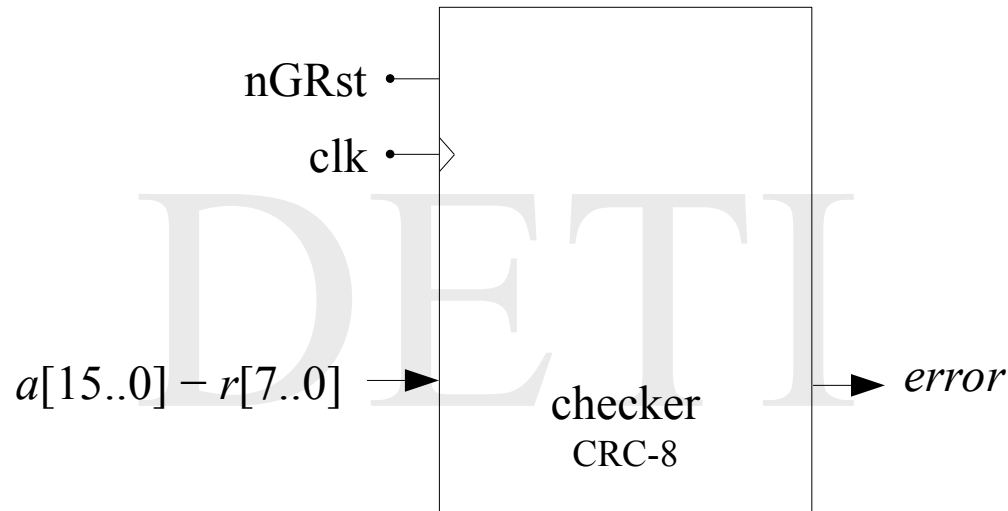 nGRst
clk
DETI
a[15..0] − r[7..0]
error
checker
CRC-8